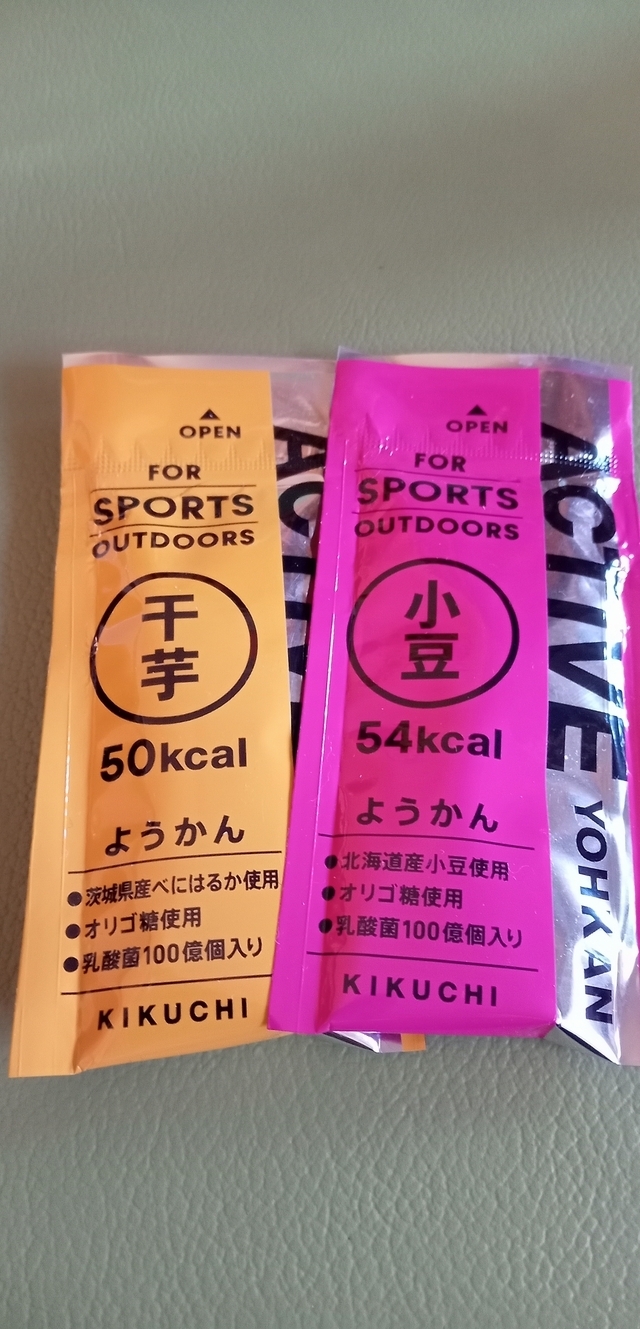 OPEN
FOR
SPORTS
OUTDOORS
干
芋
50kcal
ようかん
●茨城県産べにはるか使用
●オリゴ糖使用
●乳酸菌100億個入り
KIKUCHI
ACTIV
OPEN
FOR
SPORTS
OUTDOORS
小
豆
54kcal
ようかん
●北海道産小豆使用
●オリゴ糖使用
●乳酸菌100億個入り
KIKUCHI
ACTIVE YOHKAN